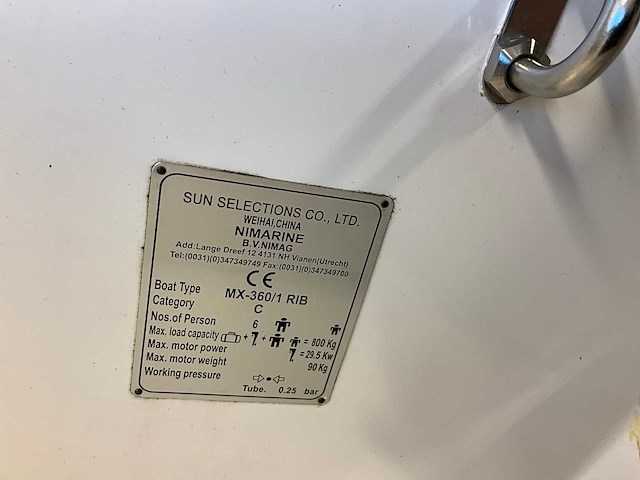 SUN SELECTIONS CO., LTD.
WEIHAI,CHINA
NIMARINE
B.V.NIMAG
Add:Lange Dreef 12 4131 NH Vianen(Utrecht)
Tel:(0031)(0)347349749 Fax:(0031)(0)347349700
CE
Boat Type MX-360/1 RIB
Category C
Nos.of Person 6
Max. load capacity + + = 800 Kg
Max. motor power = 29.5 Kw
Max. motor weight 90 Kg
Working pressure
Tube. 0.25 bar